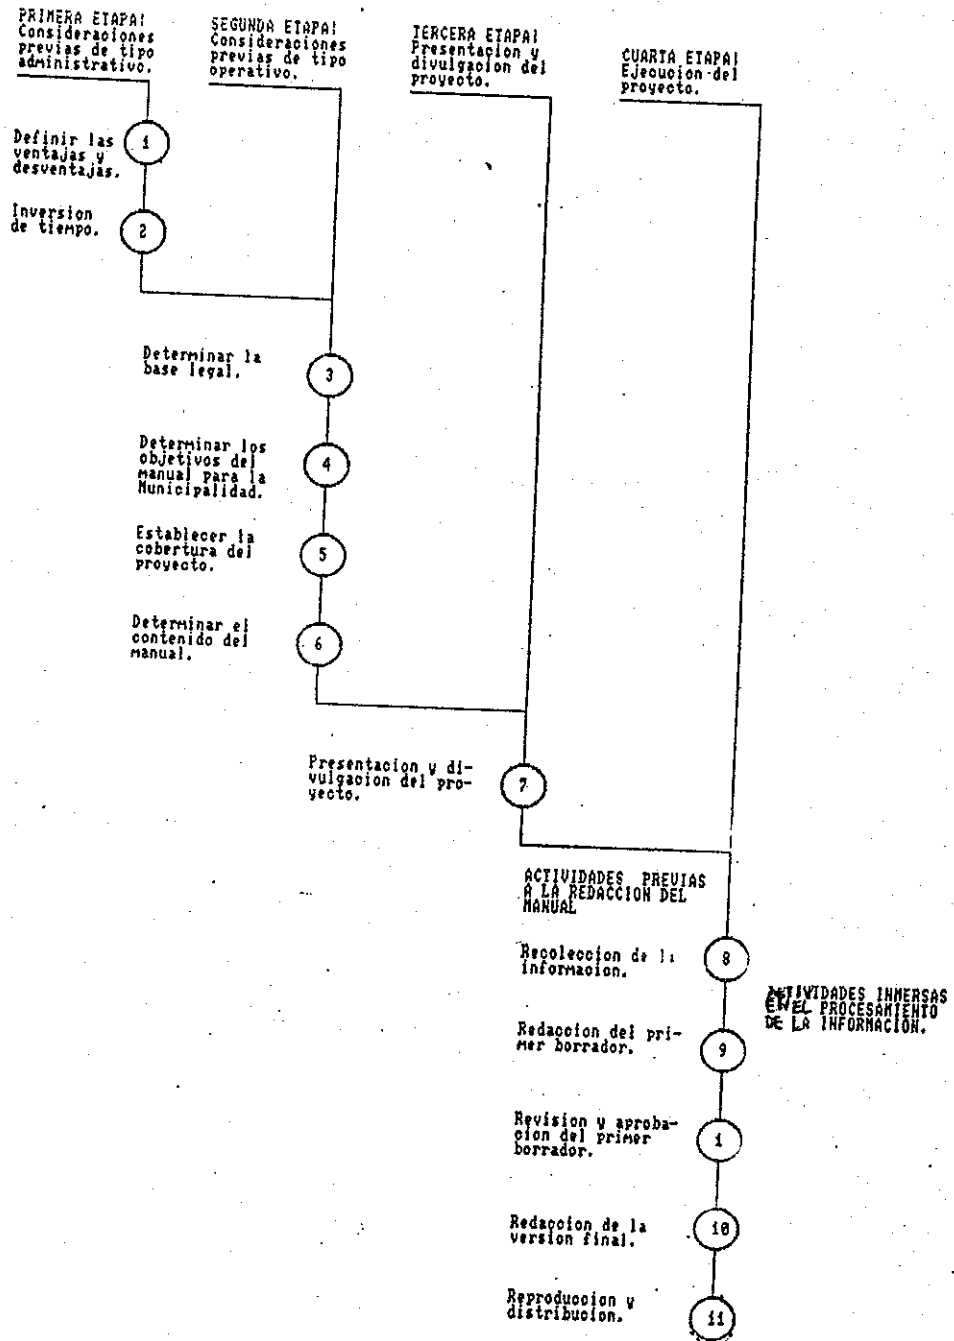 PRIMERA ETAPA:
Consideraciones
previas de tipo
administrativo.
SEGUNDA ETAPA:
Consideraciones
previas de tipo
operativo.
TERCERA ETAPA:
Presentacion y
divulgacion del
proyecto.
CUARTA ETAPA:
Ejecucion del
proyecto.
Definir las
ventajas y
desventajas.
1
Inversion
de tiempo.
2
Determinar la
base legal.
3
Determinar los
objetivos del
manual para la
Municipalidad.
4
Establecer la
cobertura del
proyecto.
5
Determinar el
contenido del
manual.
6
Presentacion y di-
vulgacion del pro-
yecto.
7
ACTIVIDADES PREVIAS
A LA REDACCION DEL
MANUAL
Recoleccion de la
informacion.
8
ACTIVIDADES INMERSAS
EN EL PROCESAMIENTO
DE LA INFORMACION.
Redaccion del pri-
mer borrador.
9
Revision y aproba-
cion del primer
borrador.
1
Redaccion de la
version final.
10
Reproduccion y
distribucion.
11